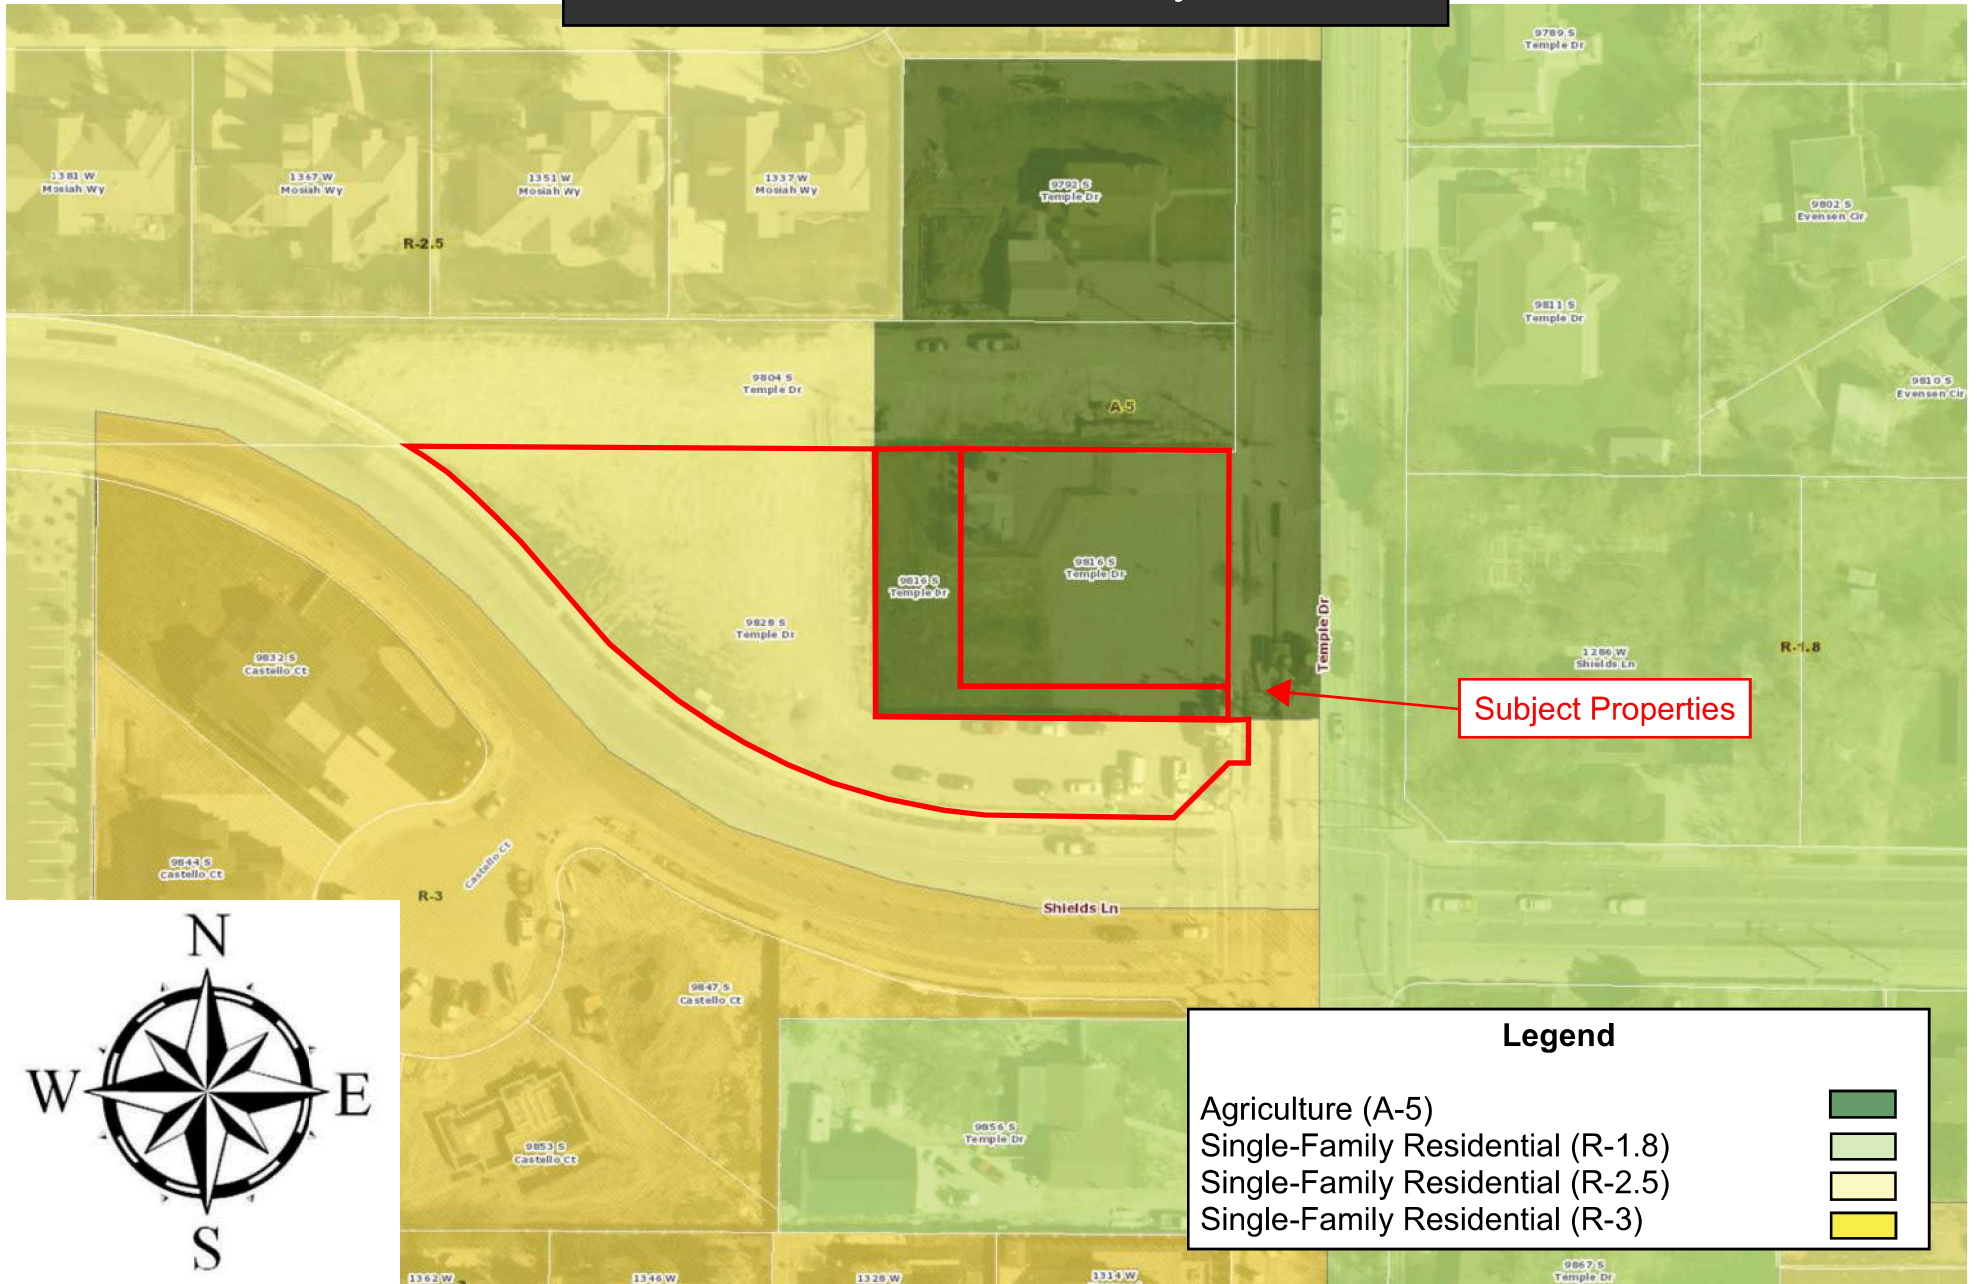 9789 S
Temple Dr
1381 W
Mosiah Wy
1367 W
Mosiah Wy
1351 W
Mosiah Wy
1337 W
Mosiah Wy
9792 S
Temple Dr
9802 S
Evensen Cir
R-2.5
9811 S
Temple Dr
9804 S
Temple Dr
9810 S
Evensen Cir
A-5
9816 S
Temple Dr
9816 S
Temple Dr
9828 S
Temple Dr
Temple Dr
1286 W
Shields Ln
R-1.8
9832 S
Castello Ct
Subject Properties
9844 S
Castello Ct
Castello Ct
R-3
Shields Ln
N
W
E
S
9847 S
Castello Ct
9853 S
Castello Ct
9856 S
Temple Dr
Legend
Agriculture (A-5)
Single-Family Residential (R-1.8)
Single-Family Residential (R-2.5)
Single-Family Residential (R-3)
1362 W
1346 W
1328 W
1314 W
9867 S
Temple Dr